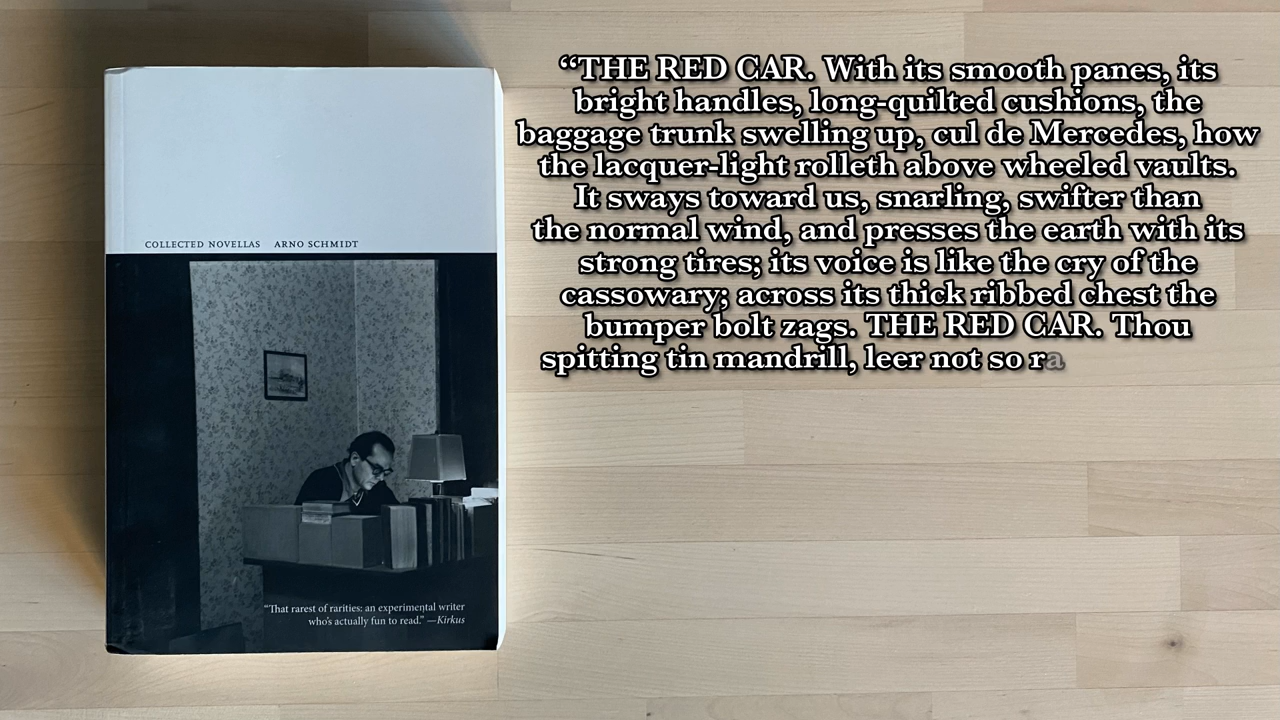 COLLECTED NOVELLAS ARNO SCHMIDT
“That rarest of rarities: an experimental writer
who’s actually fun to read.” —Kirkus
“THE RED CAR. With its smooth panes, its
bright handles, long-quilted cushions, the
baggage trunk swelling up, cul de Mercedes, how
the lacquer-light rolleth above wheeled vaults.
It sways toward us, snarling, swifter than
the normal wind, and presses the earth with its
strong tires; its voice is like the cry of the
cassowary; across its thick ribbed chest the
bumper bolt zags. THE RED CAR. Thou
spitting tin mandrill, leer not so ra